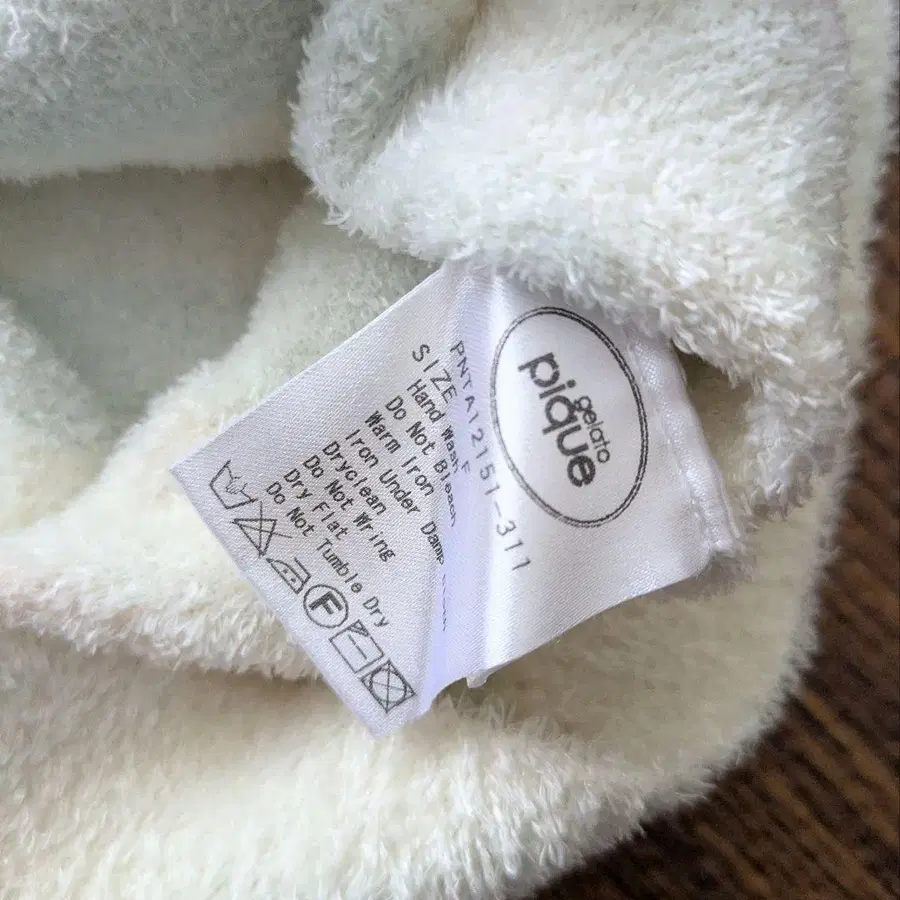 gelato
pique
PNTA12151-311
SIZE F
Hand Wash
Do Not Bleach
Warm Iron
Iron Under Damp
Dryclean
Do Not Wring
Dry Flat
Do Not Tumble Dry
F